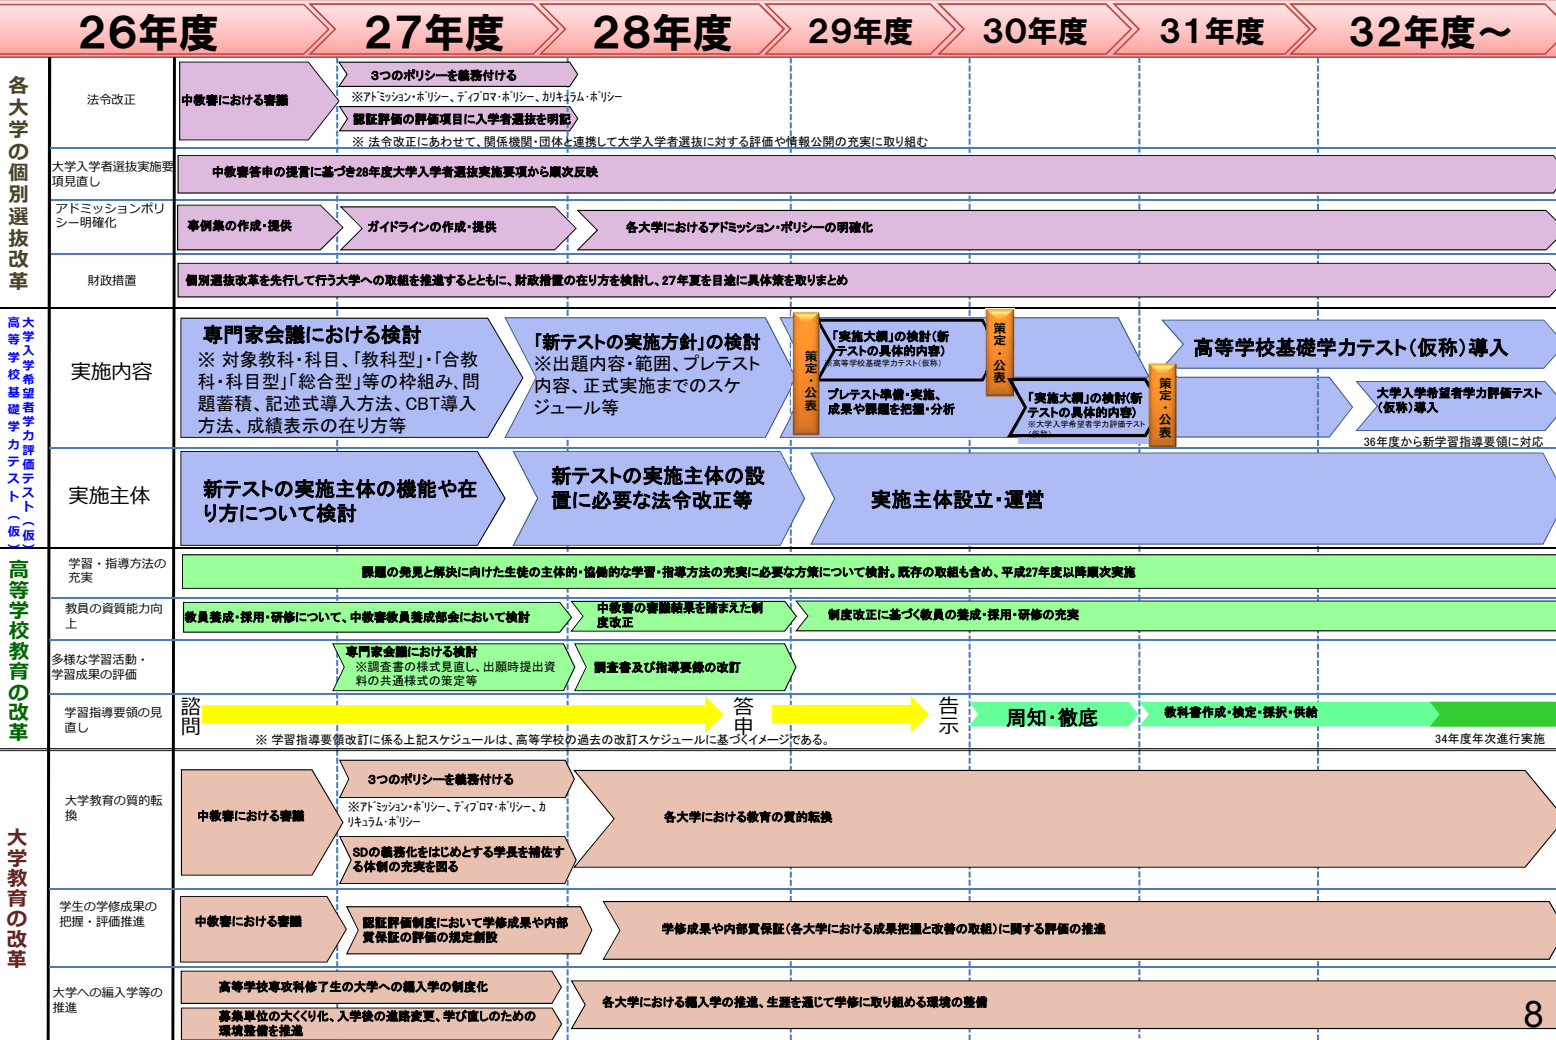 26年度
27年度
28年度
29年度
30年度
31年度
32年度～
各大学の個別選抜改革
法令改正
中教審における審議
3つのポリシーを義務付ける
※アドミッション・ポリシー、ディプロマ・ポリシー、カリキュラム・ポリシー
認証評価の評価項目に入学者選抜を明記
※ 法令改正にあわせて、関係機関・団体と連携して大学入学者選抜に対する評価や情報公開の充実に取り組む
大学入学者選抜実施要
項見直し
中教審答申の提言に基づき28年度大学入学者選抜実施要項から順次反映
アドミッションポリ
シー明確化
事例集の作成・提供
ガイドラインの作成・提供
各大学におけるアドミッション・ポリシーの明確化
財政措置
個別選抜改革を先行して行う大学への取組を推進するとともに、財政措置の在り方を検討し、27年夏を目途に具体策を取りまとめ
大学入学希望者学力評価テスト（仮）
高等学校基礎学力テスト（仮）
実施内容
専門家会議における検討
※ 対象教科・科目、「教科型」・「合教
科・科目型」「総合型」等の枠組み、問
題蓄積、記述式導入方法、CBT導入
方法、成績表示の在り方等
「新テストの実施方針」の検討
※出題内容・範囲、プレテスト
内容、正式実施までのスケ
ジュール等
策定・公表
「実施大綱」の検討（新
テストの具体的内容）
※高等学校基礎学力テスト（仮称）
プレテスト準備・実施、
成果や課題を把握・分析
策定・公表
「実施大綱」の検討（新
テストの具体的内容）
※大学入学希望者学力評価テスト
（仮称）
策定・公表
高等学校基礎学力テスト（仮称）導入
大学入学希望者学力評価テスト
（仮称）導入
36年度から新学習指導要領に対応
実施主体
新テストの実施主体の機能や在
り方について検討
新テストの実施主体の設
置に必要な法令改正等
実施主体設立・運営
高等学校教育の改革
学習・指導方法の
充実
課題の発見と解決に向けた生徒の主体的・協働的な学習・指導方法の充実に必要な方策について検討。既存の取組も含め、平成27年度以降順次実施
教員の資質能力向
上
教員養成・採用・研修について、中教審教員養成部会において検討
中教審の審議結果を踏まえた制
度改正
制度改正に基づく教員の養成・採用・研修の充実
多様な学習活動・
学習成果の評価
専門家会議における検討
※調査書の様式見直し、出願時提出資
料の共通様式の策定等
調査書及び指導要録の改訂
学習指導要領の見
直し
諮問
答申
告示
周知・徹底
教科書作成・検定・採択・供給
※ 学習指導要領改訂に係る上記スケジュールは、高等学校の過去の改訂スケジュールに基づくイメージである。
34年度年次進行実施
大学教育の改革
大学教育の質的転
換
中教審における審議
3つのポリシーを義務付ける
※アドミッション・ポリシー、ディプロマ・ポリシー、カ
リキュラム・ポリシー
SDの義務化をはじめとする学長を補佐す
る体制の充実を図る
各大学における教育の質的転換
学生の学修成果の
把握・評価推進
中教審における審議
認証評価制度において学修成果や内部
質保証の評価の規定創設
学修成果や内部質保証（各大学における成果把握と改善の取組）に関する評価の推進
大学への編入学等の
推進
高等学校専攻科修了生の大学への編入学の制度化
募集単位の大くくり化、入学後の進路変更、学び直しのための
環境整備を推進
各大学における編入学の推進、生涯を通じて学修に取り組める環境の整備
8